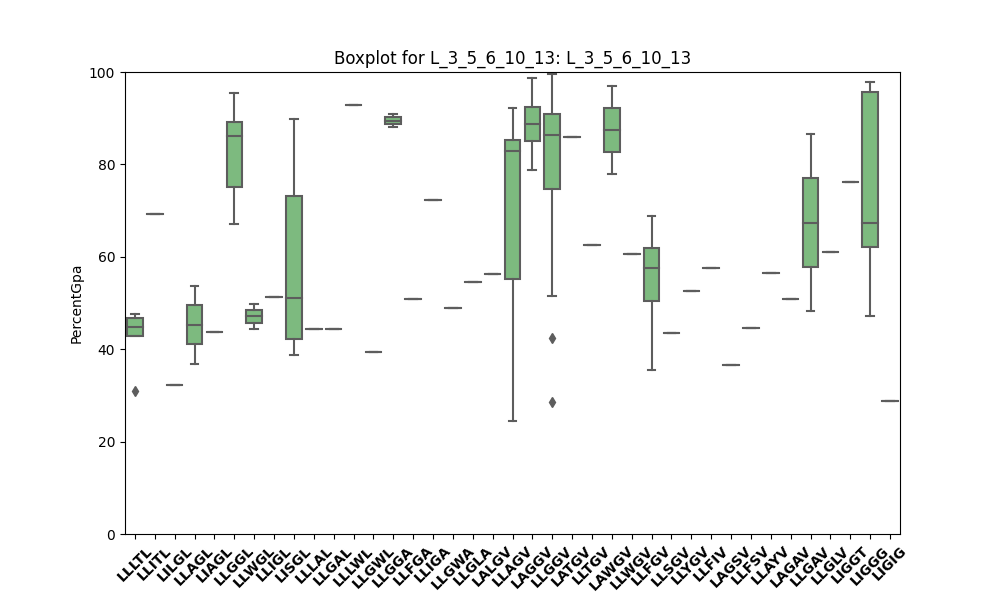 Boxplot for L_3_5_6_10_13: L_3_5_6_10_13
PercentGpa
100
80
60
40
20
0
LLLTL
LLITL
LILGL
LLAGL
LIAGL
LLGGL
LLWGL
LLIGL
LISGL
LLLAL
LLGAL
LLLWL
LLGWL
LLGGA
LLFGA
LLIGA
LLGWA
LLGLA
LALGV
LLAGV
LAGGV
LLGGV
LATGV
LLTGV
LAWGV
LLWGV
LLFGV
LLSGV
LLYGV
LLFIV
LAGSV
LLFSV
LLAYV
LAGAV
LLGAV
LLGLV
LIGGT
LIGGG
LIGIG